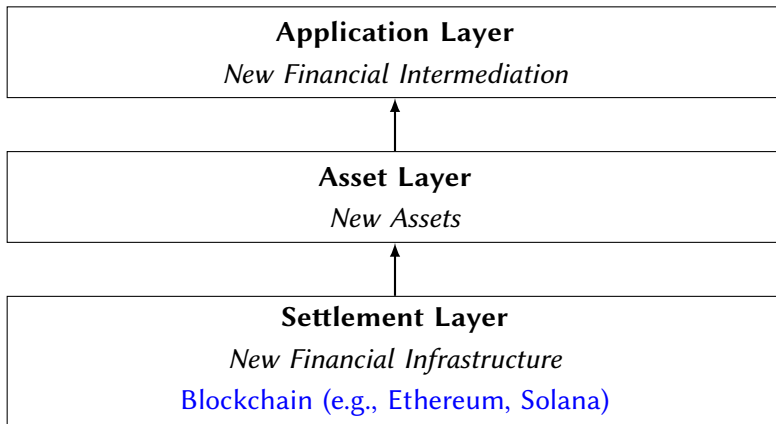 Application Layer
New Financial Intermediation
Asset Layer
New Assets
Settlement Layer
New Financial Infrastructure
Blockchain (e.g., Ethereum, Solana)